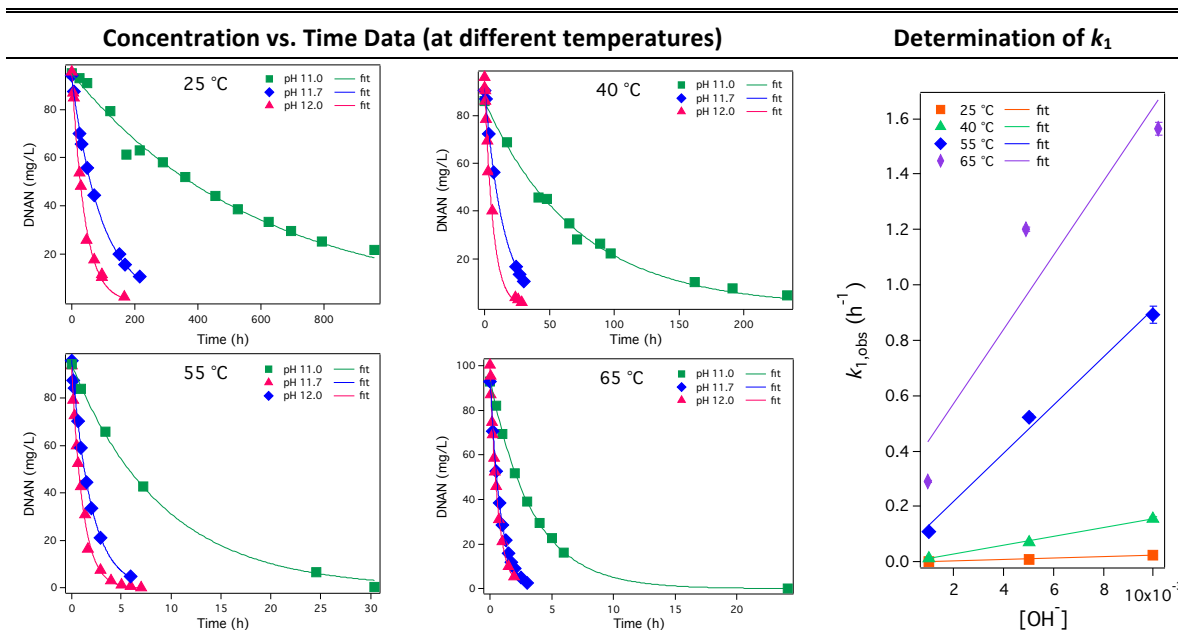 Concentration vs. Time Data (at different temperatures)
Determination of k₁
25 °C
pH 11.0 fit
pH 11.7 fit
pH 12.0 fit
80
60
40
20
DNAN (mg/L)
0 200 400 600 800
Time (h)
40 °C
pH 11.0 fit
pH 11.7 fit
pH 12.0 fit
80
60
40
20
DNAN (mg/L)
0 50 100 150 200
Time (h)
55 °C
pH 11.0 fit
pH 11.7 fit
pH 12.0 fit
80
60
40
20
0
DNAN (mg/L)
0 5 10 15 20 25 30
Time (h)
65 °C
pH 11.0 fit
pH 11.7 fit
pH 12.0 fit
100
80
60
40
20
0
DNAN (mg/L)
0 5 10 15 20
Time (h)
25 °C fit
40 °C fit
55 °C fit
65 °C fit
1.6
1.4
1.2
1.0
0.8
0.6
0.4
0.2
0.0
k₁,obs (h⁻¹)
2 4 6 8 10x10⁻³
[OH⁻]